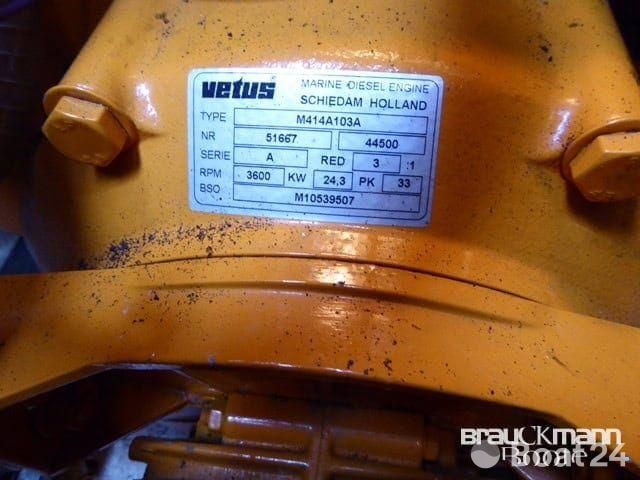 vetus MARINE DIESEL ENGINE
SCHIEDAM HOLLAND
TYPE M414A103A
NR 51667 44500
SERIE A RED 3 :1
RPM 3600 KW 24,3 PK 33
BSO M10539507
brauckmann
Boote
Boat24